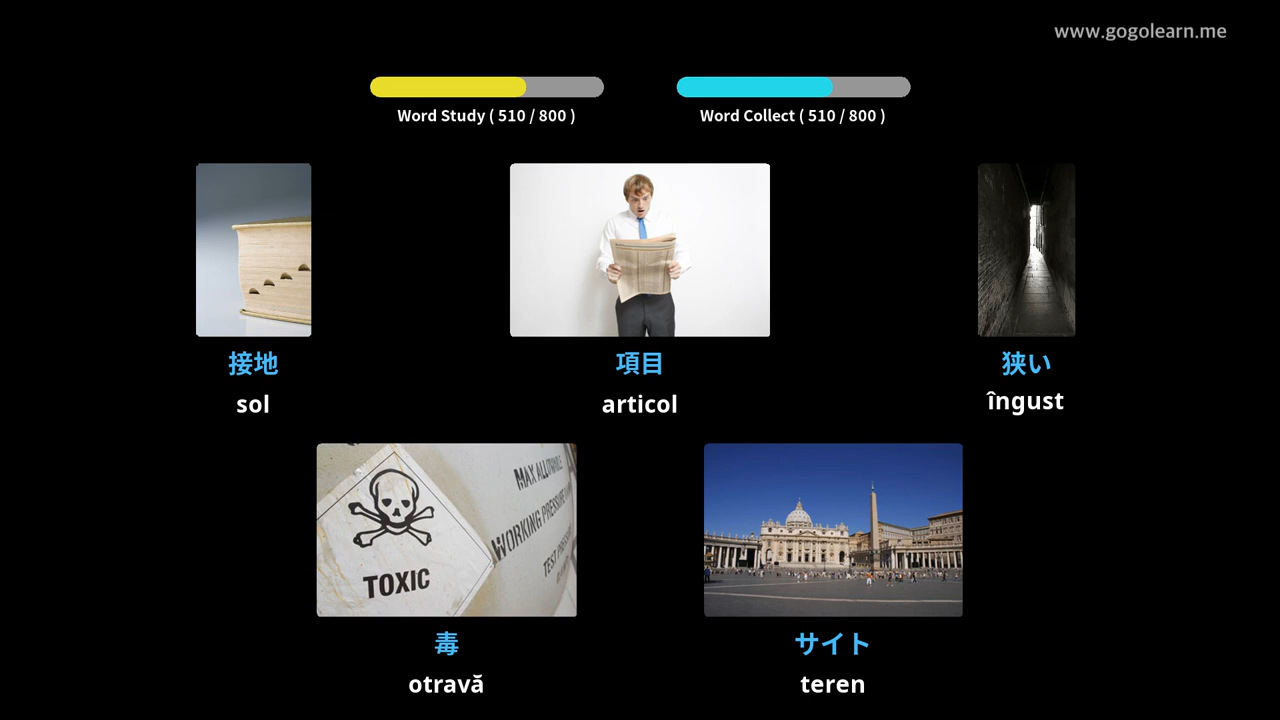 www.gogolearn.me
Word Study ( 510 / 800 )
Word Collect ( 510 / 800 )
接地
sol
項目
articol
狭い
îngust
MAX ALLOWABLE
WORKING PRESSURE
TEST PRESSURE
TOXIC
毒
otravă
サイト
teren